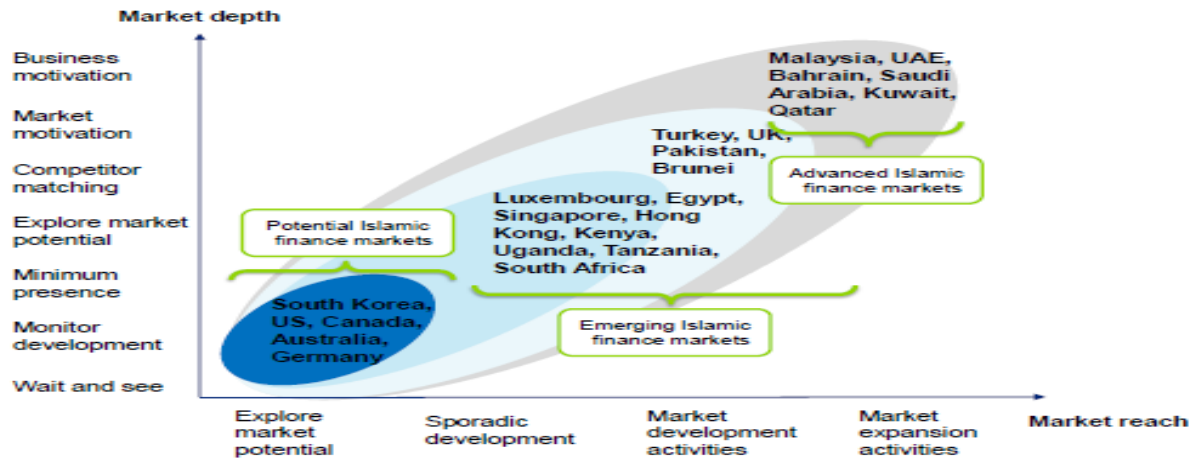 Market depth
Business
motivation
Market
motivation
Competitor
matching
Explore market
potential
Minimum
presence
Monitor
development
Wait and see
Malaysia, UAE,
Bahrain, Saudi
Arabia, Kuwait,
Qatar
Turkey, UK,
Pakistan,
Brunei
Advanced Islamic
finance markets
Luxembourg, Egypt,
Singapore, Hong
Kong, Kenya,
Uganda, Tanzania,
South Africa
Potential Islamic
finance markets
South Korea,
US, Canada,
Australia,
Germany
Emerging Islamic
finance markets
Explore
market
potential
Sporadic
development
Market
development
activities
Market
expansion
activities
Market reach